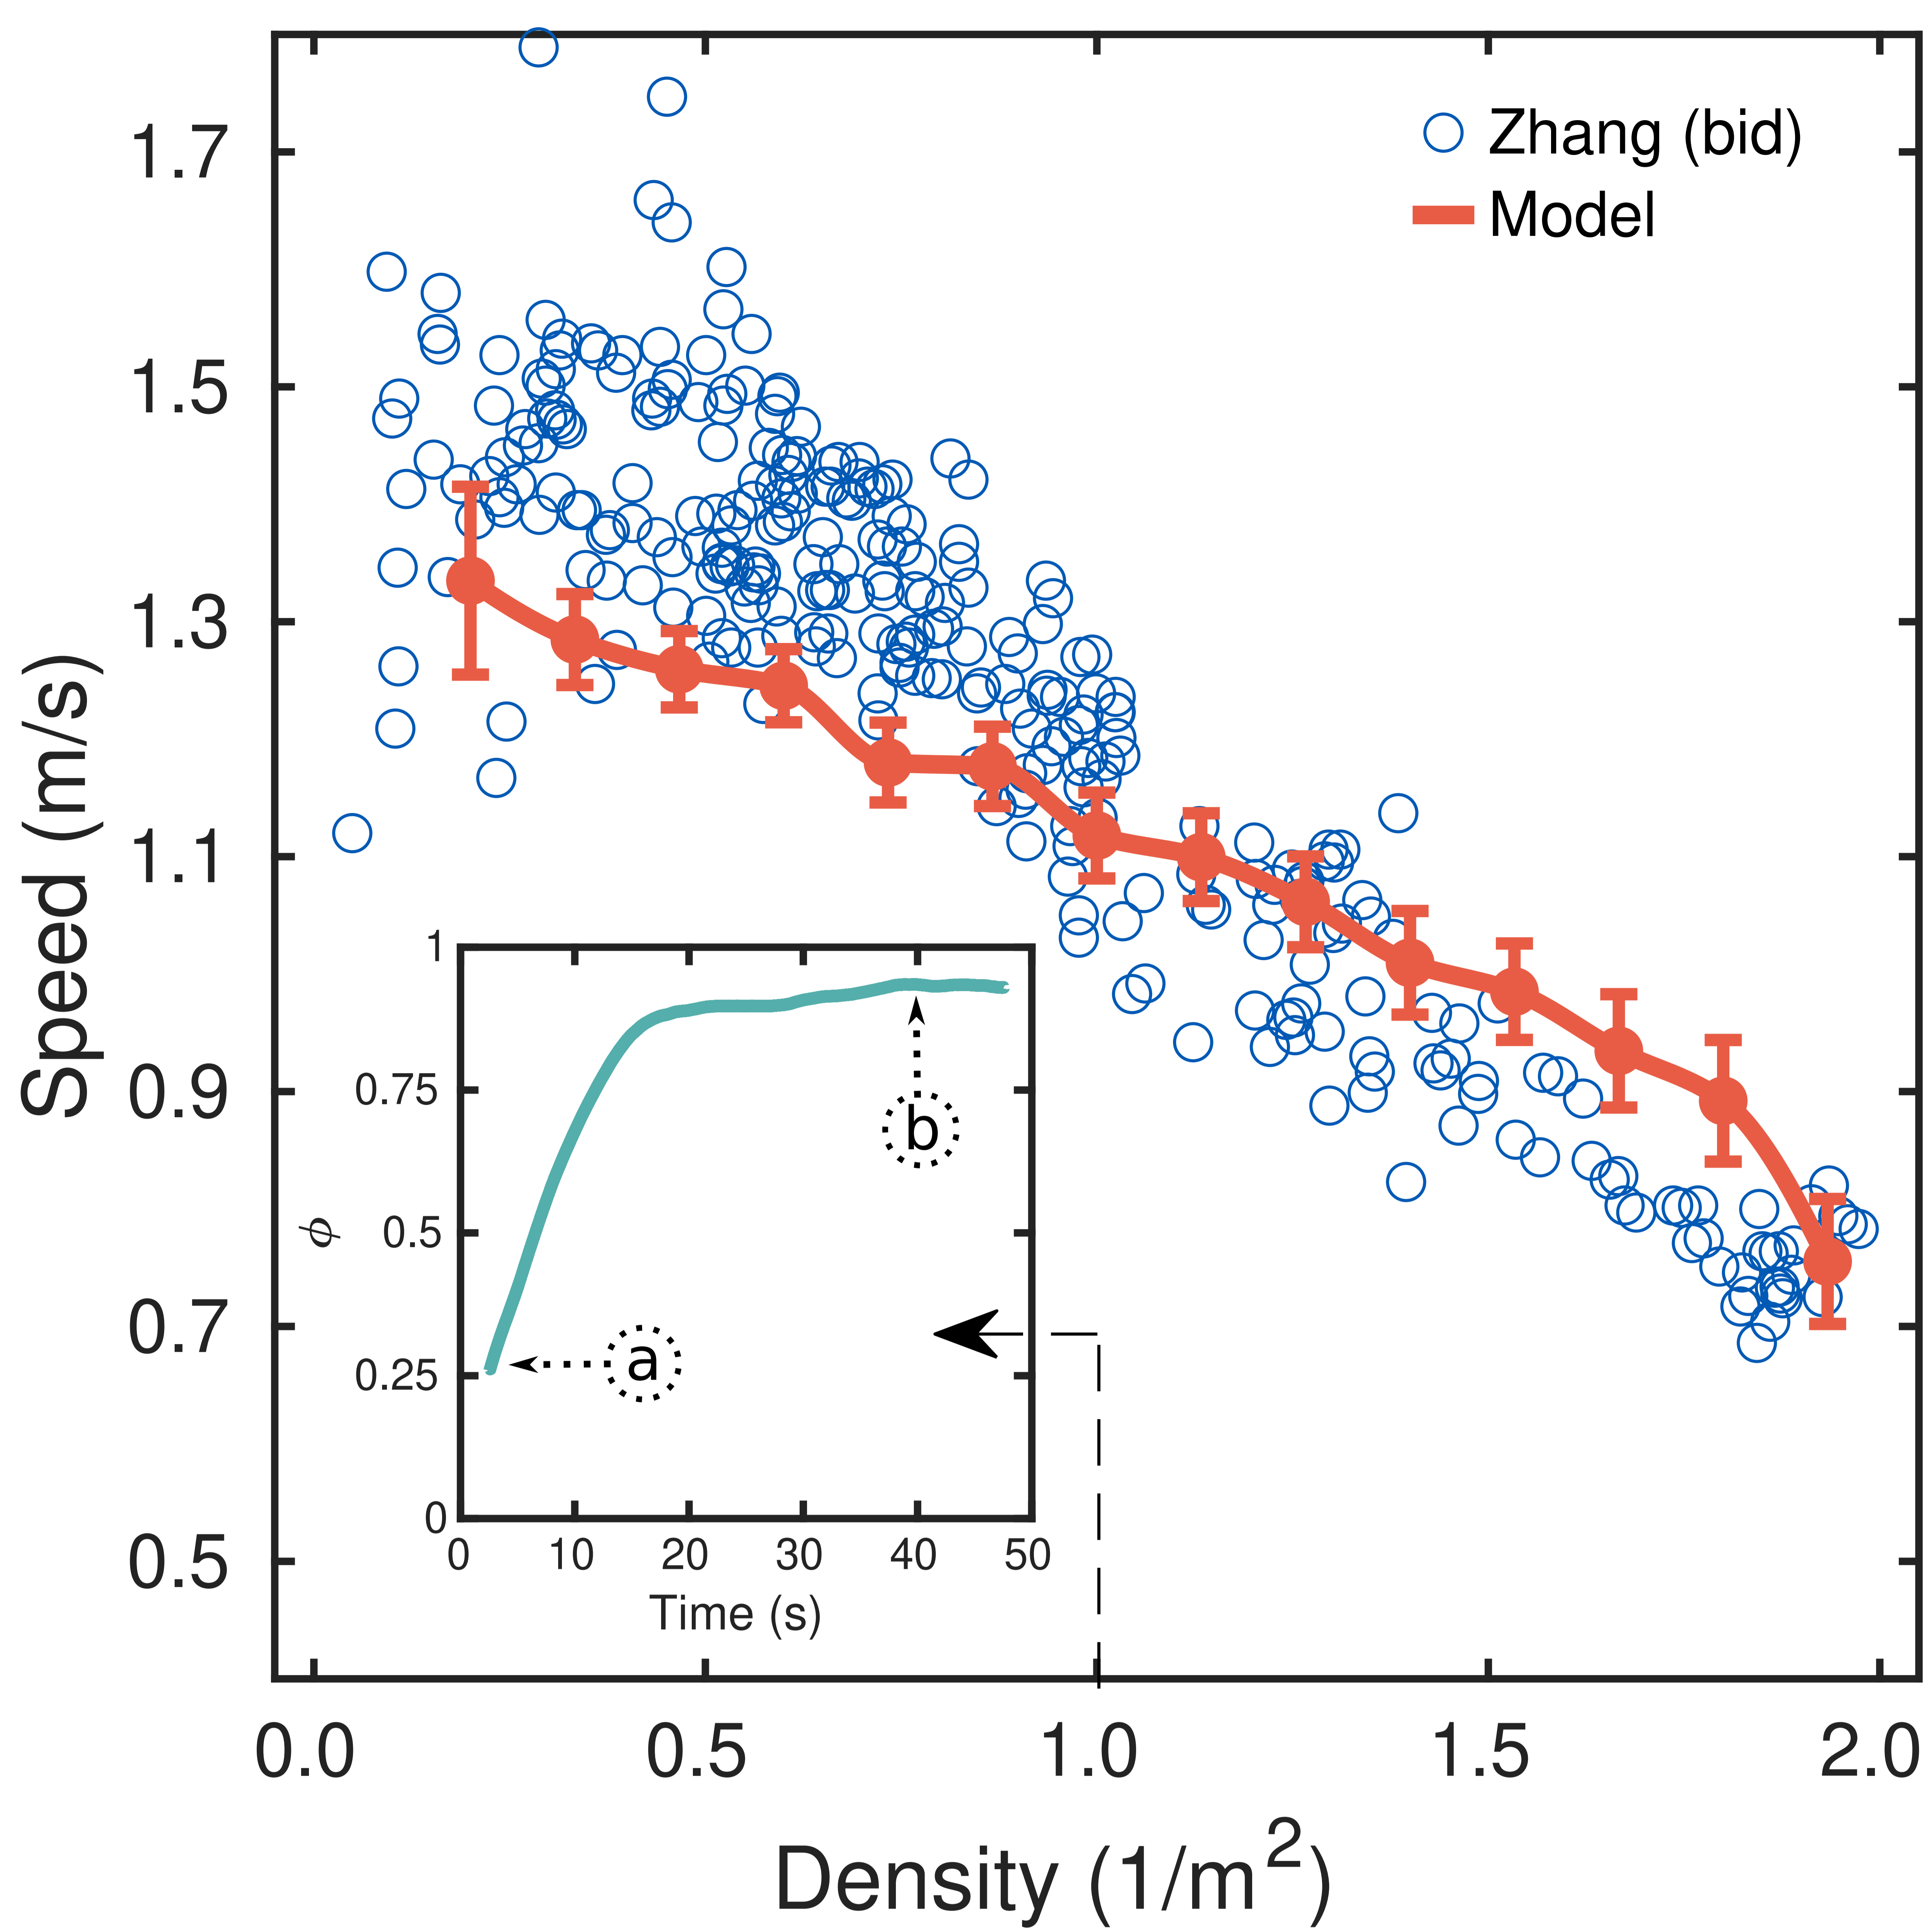 Zhang (bid)
Model
1.7
1.5
1.3
1.1
0.9
0.7
0.5
Speed (m/s)
1
0.75
0.5
0.25
0
ϕ
b
a
0 10 20 30 40 50
Time (s)
0.0 0.5 1.0 1.5 2.0
Density (1/m²)